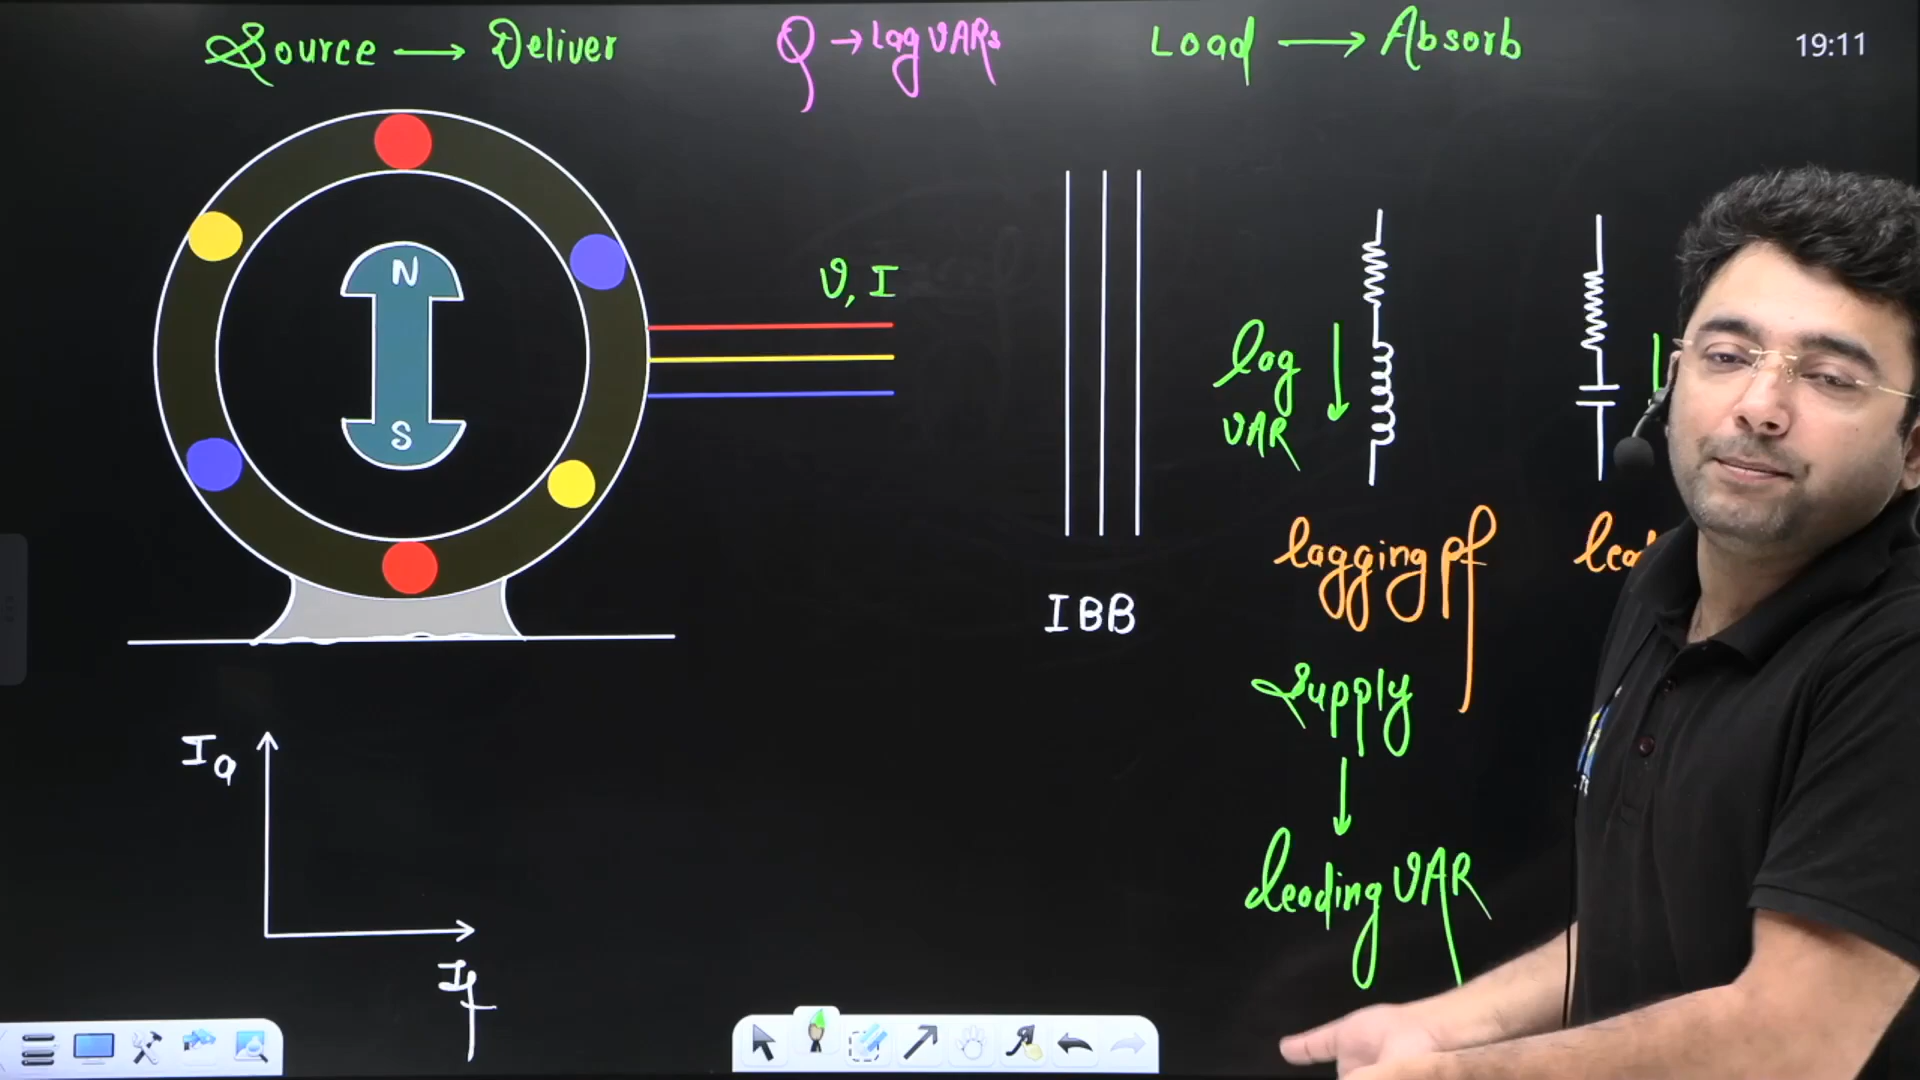 Source → Deliver
Q → Lag VARs
Load → Absorb
19:11
N
S
V, I
IBB
lag
VAR
lagging pf
Supply
↓
leading VAR
Ia
If